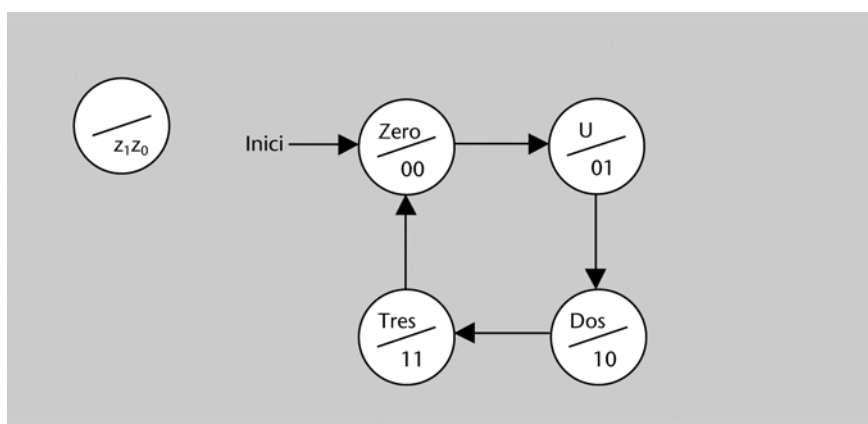 z₁z₀
Inici
Zero
00
U
01
Tres
11
Dos
10